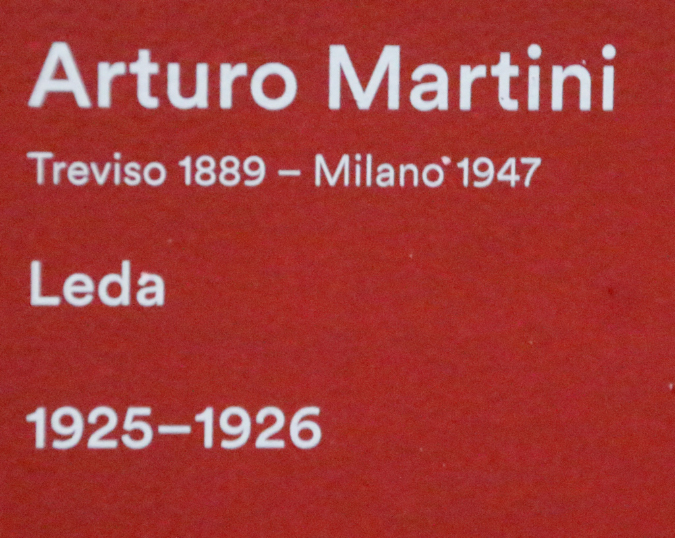 Arturo Martini
Treviso 1889 – Milano 1947
Leda
1925–1926